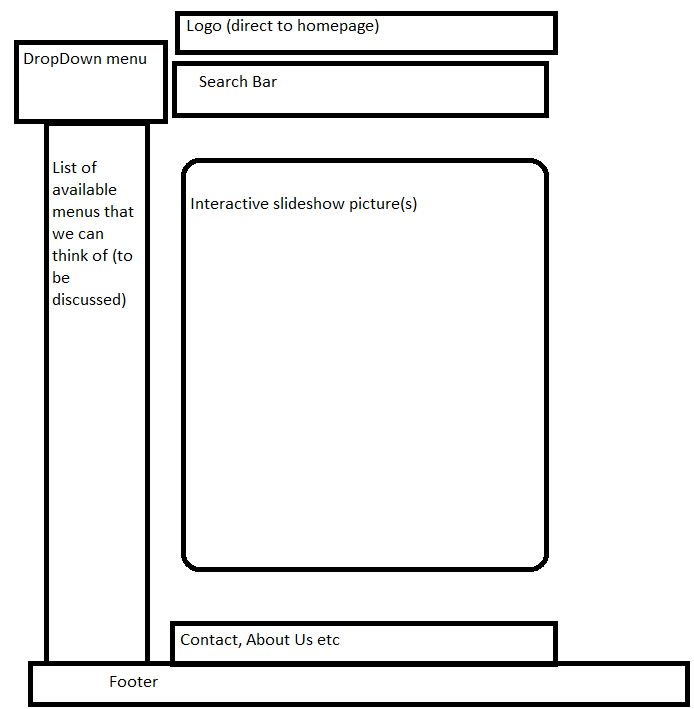 Logo (direct to homepage)
DropDown menu
Search Bar
List of
available
menus that
we can
think of (to
be
discussed)
Interactive slideshow picture(s)
Contact, About Us etc
Footer